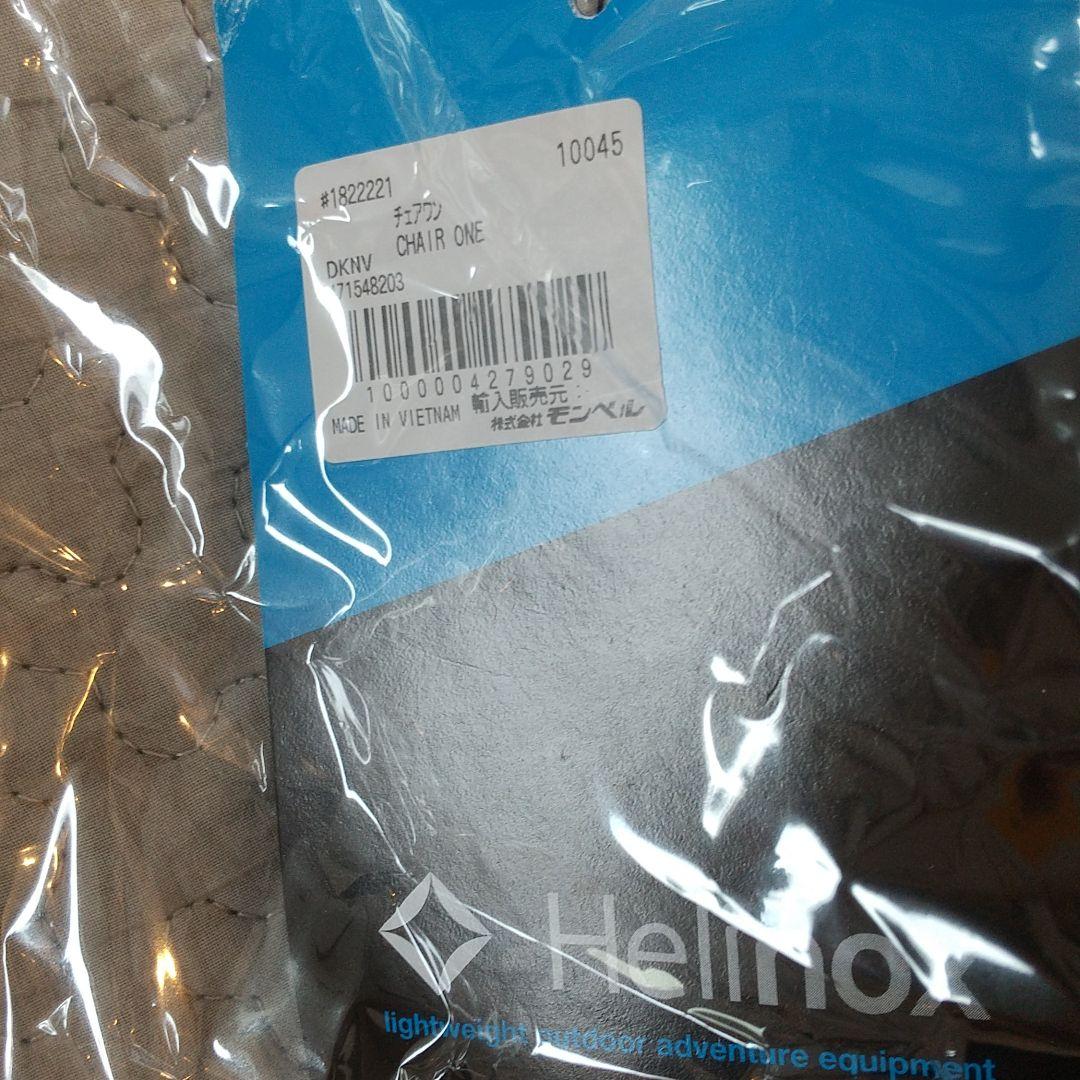 10045
#1822221
チェアワン
CHAIR ONE
DKNV
71548203
1000004279029
MADE IN VIETNAM 輸入販売元:
株式会社 モンベル
Helinox
lightweight outdoor adventure equipment